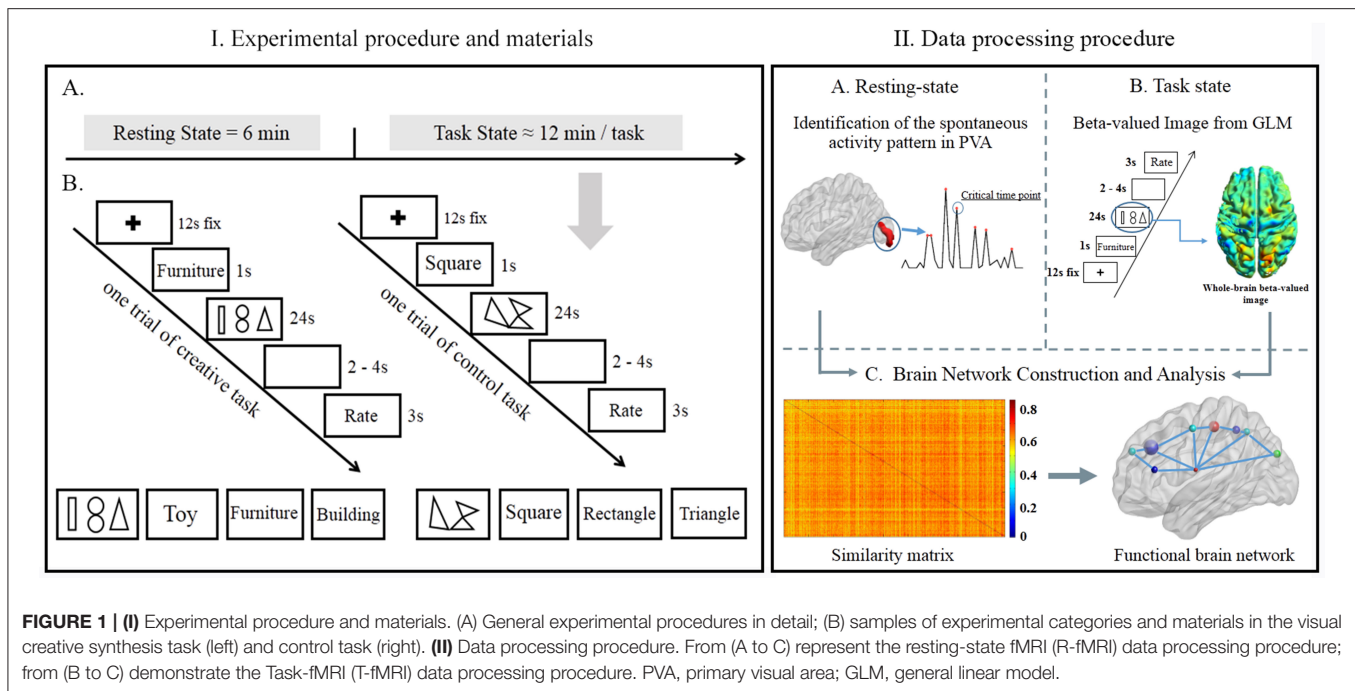 I. Experimental procedure and materials
A.
Resting State = 6 min
Task State ≈ 12 min / task
B.
12s fix
Furniture
1s
24s
2 - 4s
Rate
3s
one trial of creative task
12s fix
Square
1s
24s
2 - 4s
Rate
3s
one trial of control task
Toy
Furniture
Building
Square
Rectangle
Triangle
II. Data processing procedure
A. Resting-state
Identification of the spontaneous
activity pattern in PVA
Critical time point
B. Task state
Beta-valued Image from GLM
3s
Rate
2 - 4s
24s
1s
Furniture
12s fix
Whole-brain beta-valued
image
C. Brain Network Construction and Analysis
0.8
0.6
0.4
0.2
0
Similarity matrix
Functional brain network
FIGURE 1 | (I) Experimental procedure and materials. (A) General experimental procedures in detail; (B) samples of experimental categories and materials in the visual
creative synthesis task (left) and control task (right). (II) Data processing procedure. From (A to C) represent the resting-state fMRI (R-fMRI) data processing procedure;
from (B to C) demonstrate the Task-fMRI (T-fMRI) data processing procedure. PVA, primary visual area; GLM, general linear model.